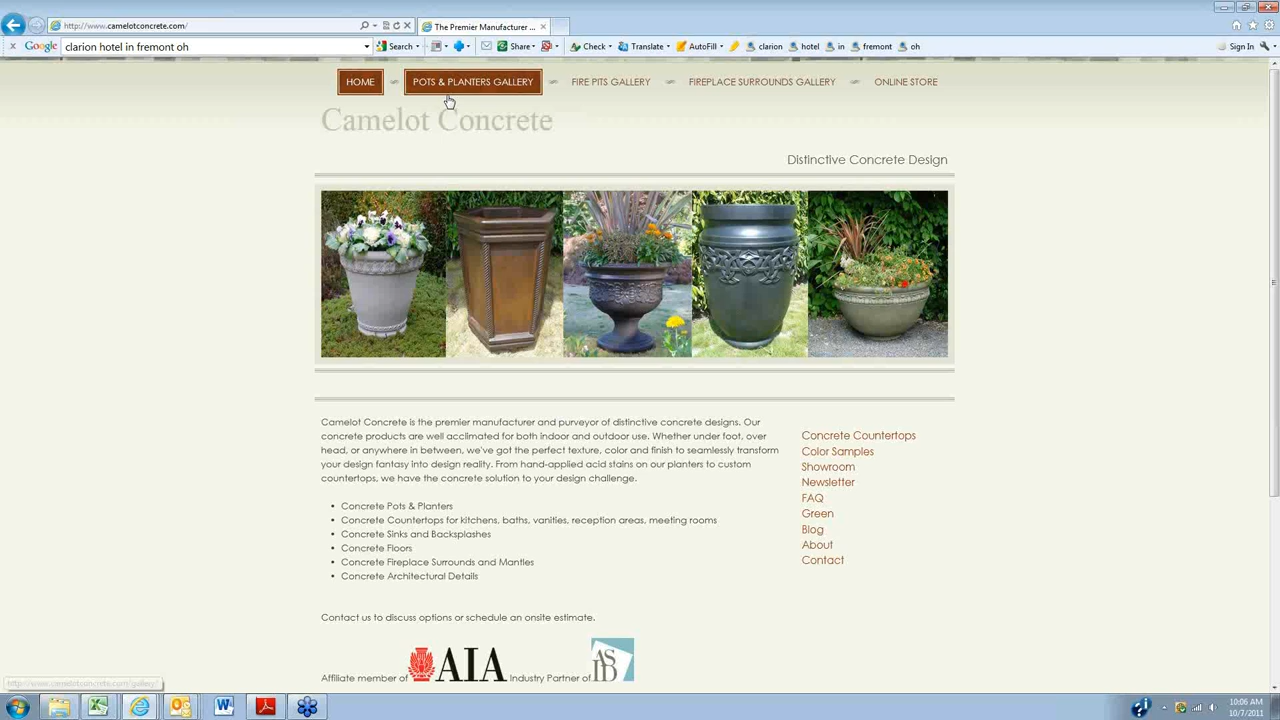 http://www.camelotconcrete.com/
The Premier Manufacturer ...
Google
clarion hotel in fremont oh
Search
Share
Check
Translate
AutoFill
clarion
hotel
in
fremont
oh
Sign In
HOME
POTS & PLANTERS GALLERY
FIRE PITS GALLERY
FIREPLACE SURROUNDS GALLERY
ONLINE STORE
Camelot Concrete
Distinctive Concrete Design
Camelot Concrete is the premier manufacturer and purveyor of distinctive concrete designs. Our
concrete products are well acclimated for both indoor and outdoor use. Whether under foot, over
head, or anywhere in between, we've got the perfect texture, color and finish to seamlessly transform
your design fantasy into design reality. From hand-applied acid stains on our planters to custom
countertops, we have the concrete solution to your design challenge.
• Concrete Pots & Planters
• Concrete Countertops for kitchens, baths, vanities, reception areas, meeting rooms
• Concrete Sinks and Backsplashes
• Concrete Floors
• Concrete Fireplace Surrounds and Mantles
• Concrete Architectural Details
Concrete Countertops
Color Samples
Showroom
Newsletter
FAQ
Green
Blog
About
Contact
Contact us to discuss options or schedule an onsite estimate.
Affiliate member of AIA Industry Partner of ASID
http://www.camelotconcrete.com/gallery/
10:06 AM
10/7/2011